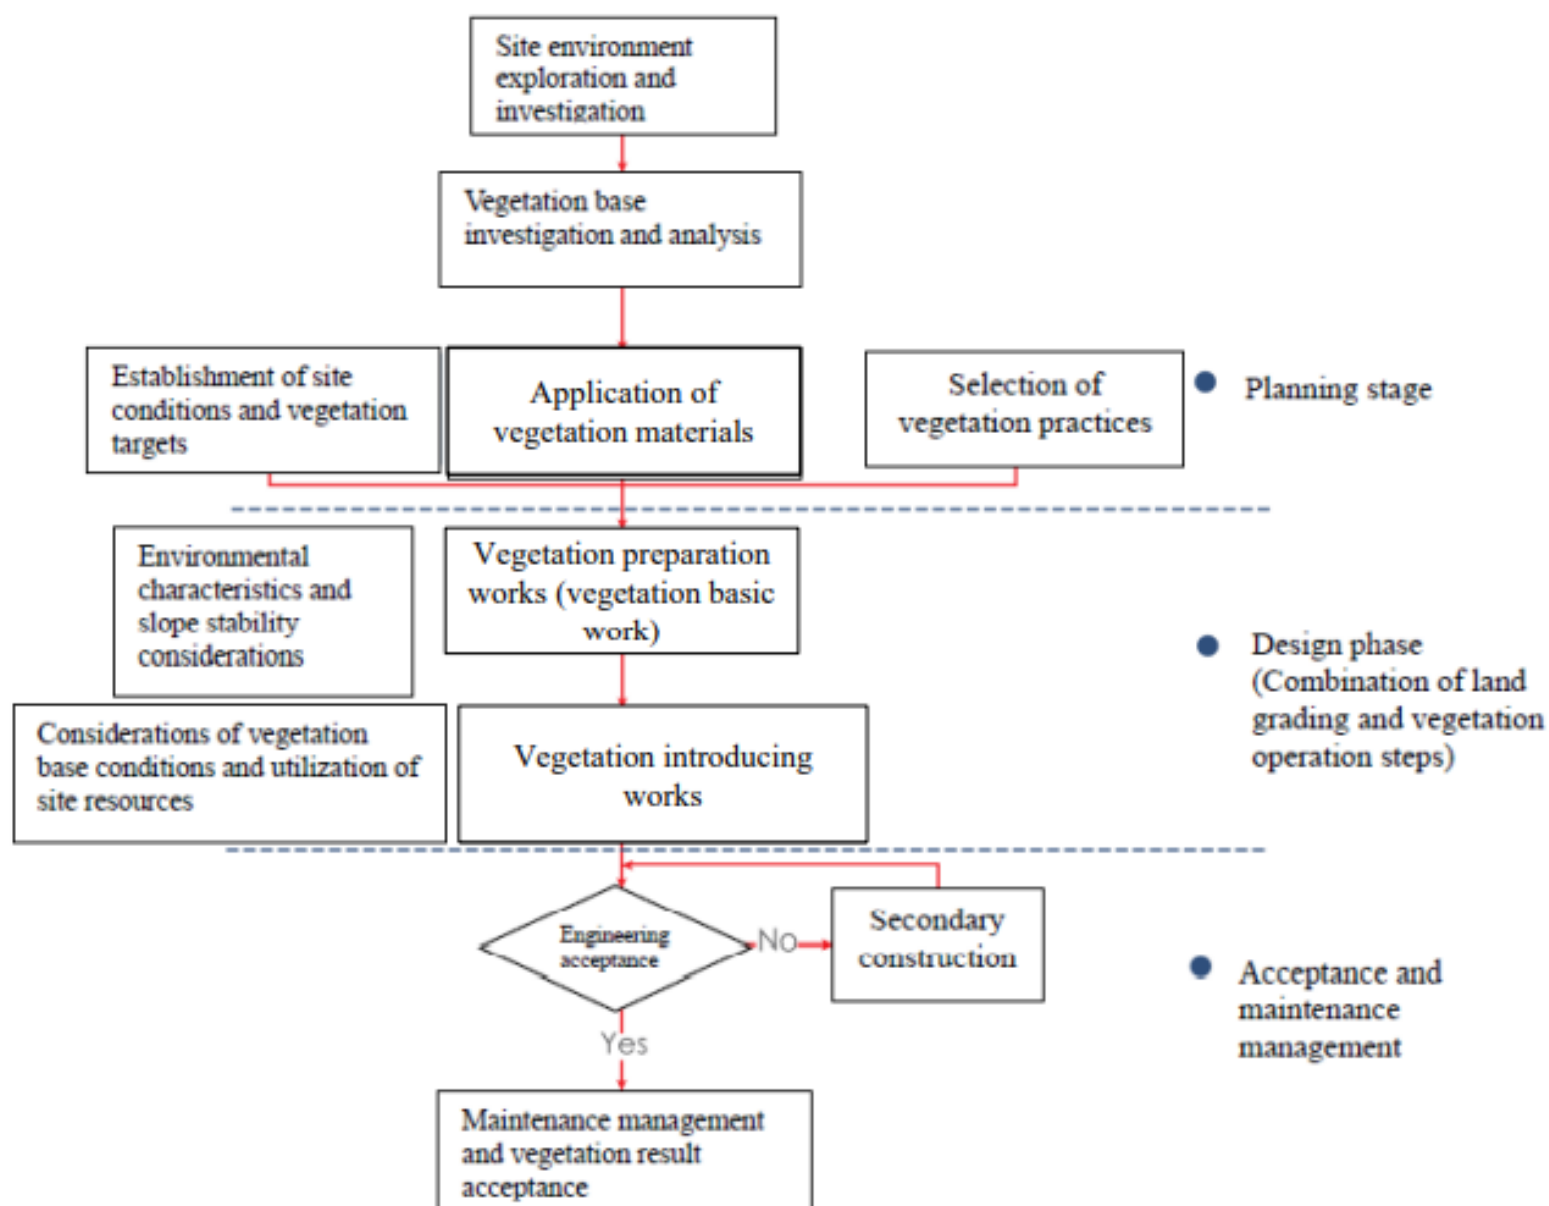 Site environment
exploration and
investigation
Vegetation base
investigation and analysis
Establishment of site
conditions and vegetation
targets
Application of
vegetation materials
Selection of
vegetation practices
Planning stage
Environmental
characteristics and
slope stability
considerations
Vegetation preparation
works (vegetation basic
work)
Design phase
(Combination of land
grading and vegetation
operation steps)
Considerations of vegetation
base conditions and utilization of
site resources
Vegetation introducing
works
Engineering
acceptance
No
Secondary
construction
Acceptance and
maintenance
management
Yes
Maintenance management
and vegetation result
acceptance